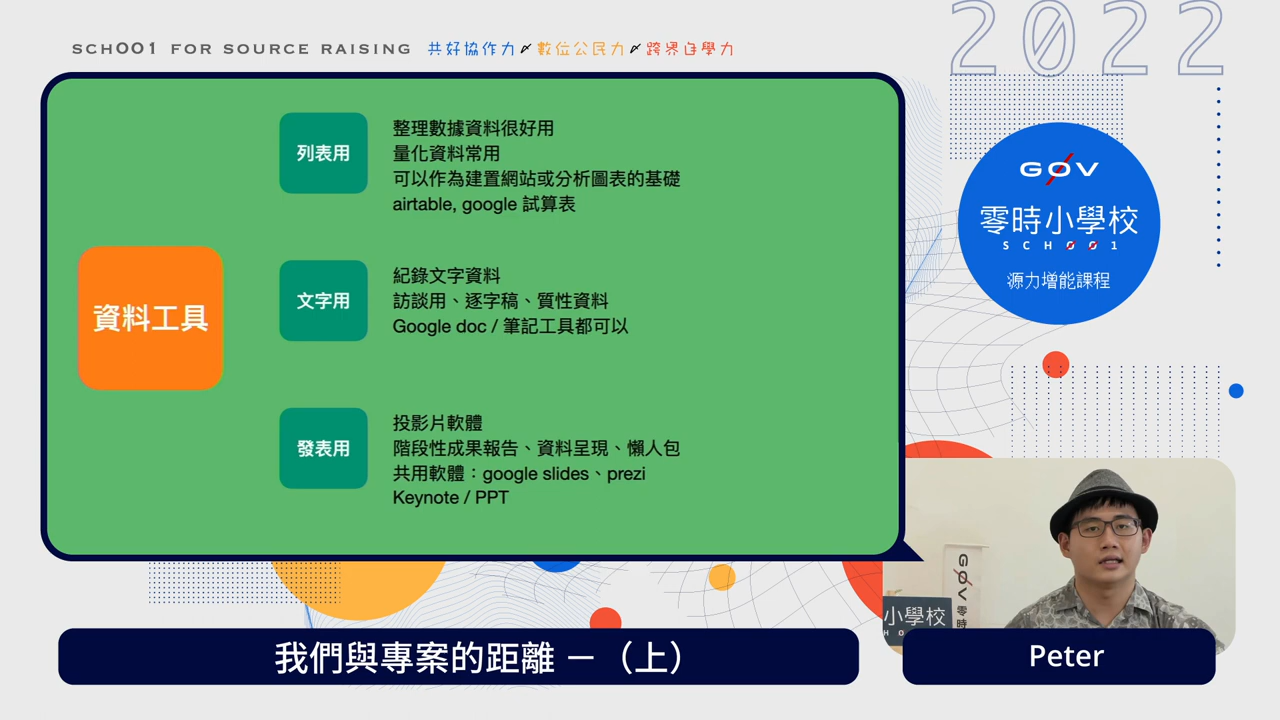 SCHOO1 FOR SOURCE RAISING 共好協作力 數位公民力 跨界自學力
2022
列表用
整理數據資料很好用
量化資料常用
可以作為建置網站或分析圖表的基礎
airtable, google 試算表
資料工具
文字用
紀錄文字資料
訪談用、逐字稿、質性資料
Google doc / 筆記工具都可以
發表用
投影片軟體
階段性成果報告、資料呈現、懶人包
共用軟體：google slides、prezi
Keynote / PPT
GØV
零時小學校
SCHØØ1
源力增能課程
GØV 零時
小學校
我們與專案的距離 －（上）
Peter